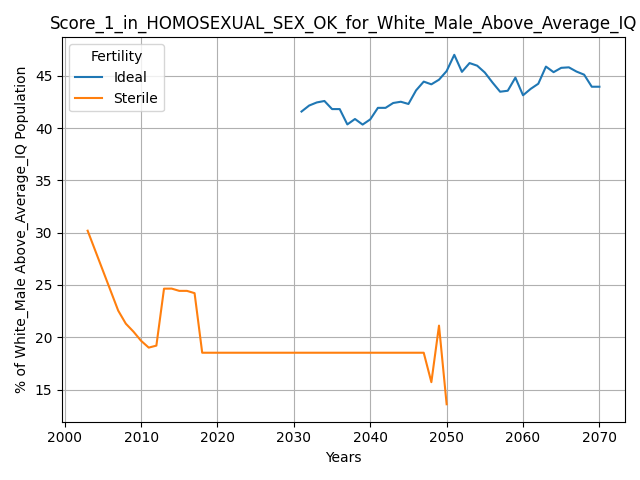 Score_1_in_HOMOSEXUAL_SEX_OK_for_White_Male_Above_Average_IQ
Fertility
Ideal
Sterile
% of White_Male Above_Average_IQ Population
45
40
35
30
25
20
15
2000 2010 2020 2030 2040 2050 2060 2070
Years